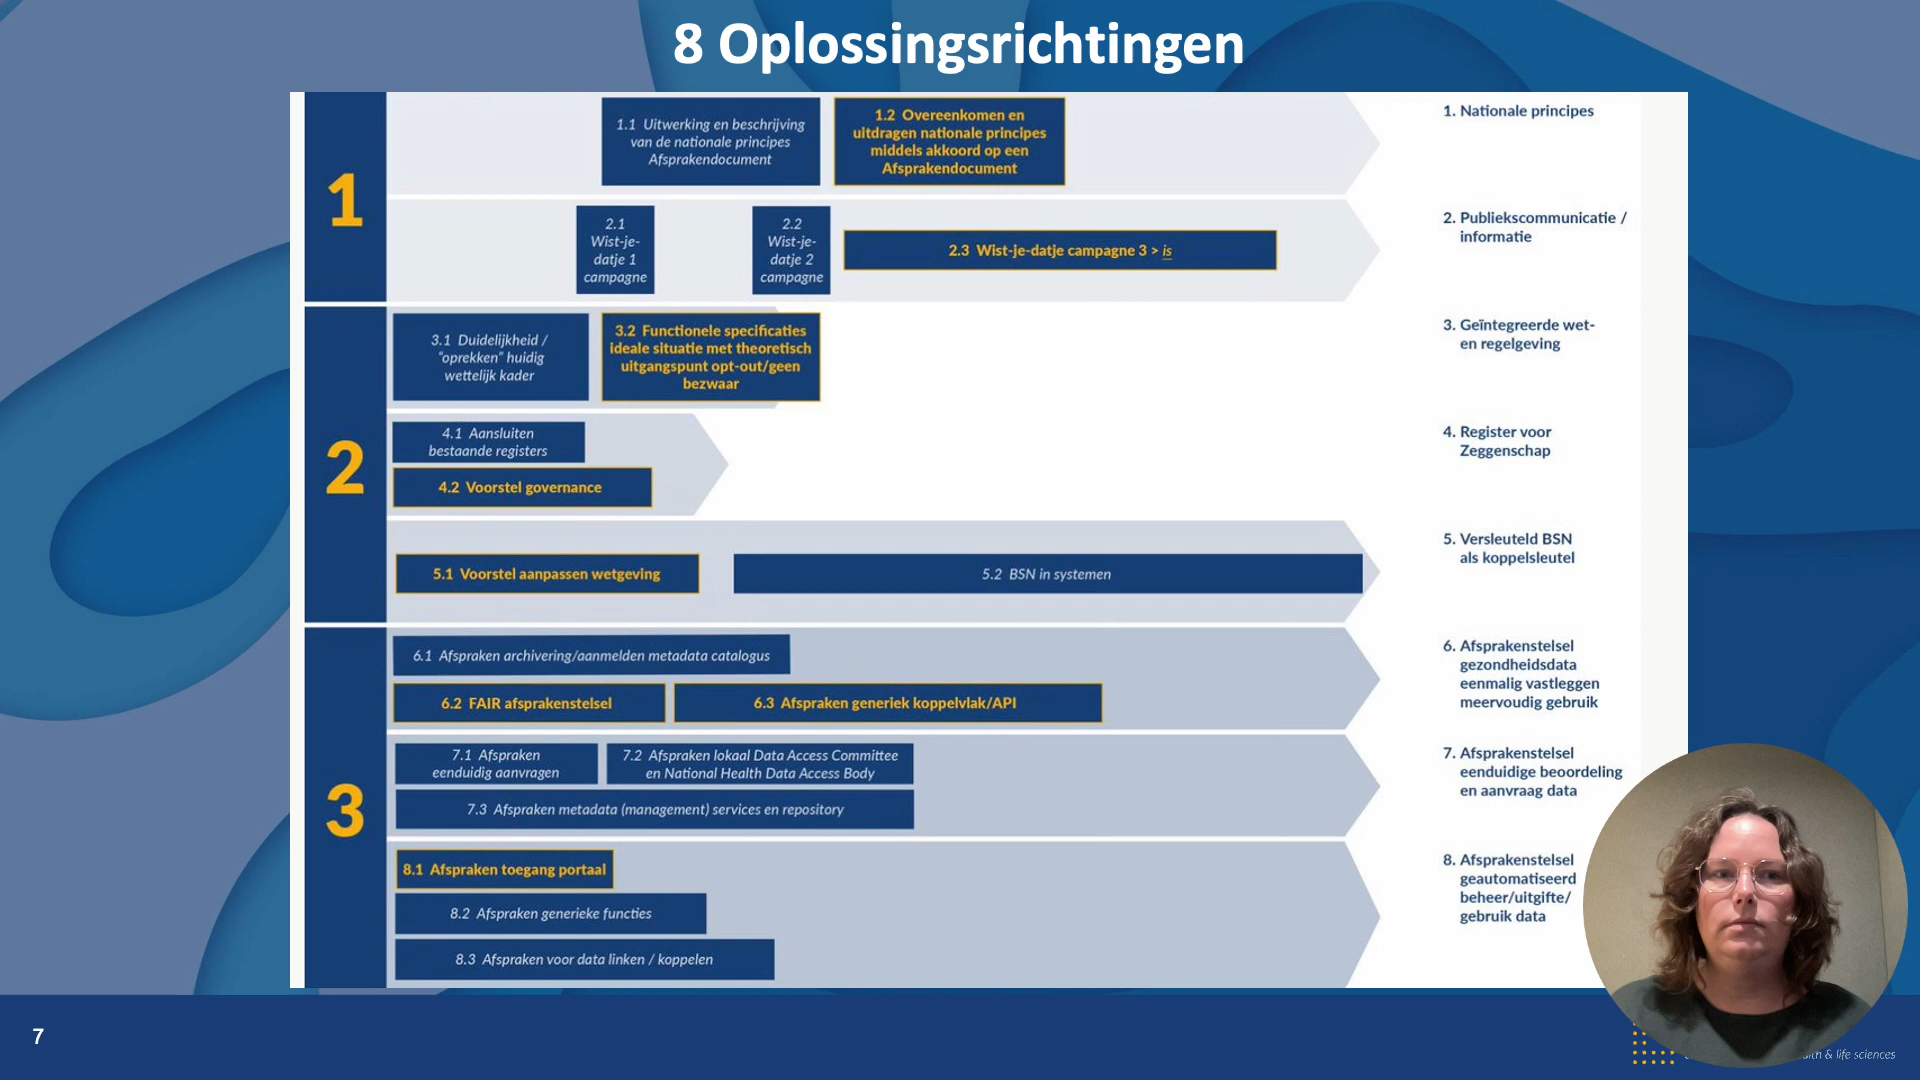 8 Oplossingsrichtingen
1
1.1 Uitwerking en beschrijving
van de nationale principes
Afsprakendocument
1.2 Overeenkomen en
uitdragen nationale principes
middels akkoord op een
Afsprakendocument
1. Nationale principes
2.1
Wist-je-
datje 1
campagne
2.2
Wist-je-
datje 2
campagne
2.3 Wist-je-datje campagne 3 > is
2. Publiekscommunicatie /
informatie
2
3.1 Duidelijkheid /
"oprekken" huidig
wettelijk kader
3.2 Functionele specificaties
ideale situatie met theoretisch
uitgangspunt opt-out/geen
bezwaar
3. Geïntegreerde wet-
en regelgeving
4.1 Aansluiten
bestaande registers
4.2 Voorstel governance
4. Register voor
Zeggenschap
5.1 Voorstel aanpassen wetgeving
5.2 BSN in systemen
5. Versleuteld BSN
als koppelsleutel
3
6.1 Afspraken archivering/aanmelden metadata catalogus
6.2 FAIR afsprakenstelsel
6.3 Afspraken generiek koppelvlak/API
6. Afsprakenstelsel
gezondheidsdata
eenmalig vastleggen
meervoudig gebruik
7.1 Afspraken
eenduidig aanvragen
7.2 Afspraken lokaal Data Access Committee
en National Health Data Access Body
7.3 Afspraken metadata (management) services en repository
7. Afsprakenstelsel
eenduidige beoordeling
en aanvraag data
8.1 Afspraken toegang portaal
8.2 Afspraken generieke functies
8.3 Afspraken voor data linken / koppelen
8. Afsprakenstelsel
geautomatiseerd
beheer/uitgifte/
gebruik data
7
& life sciences